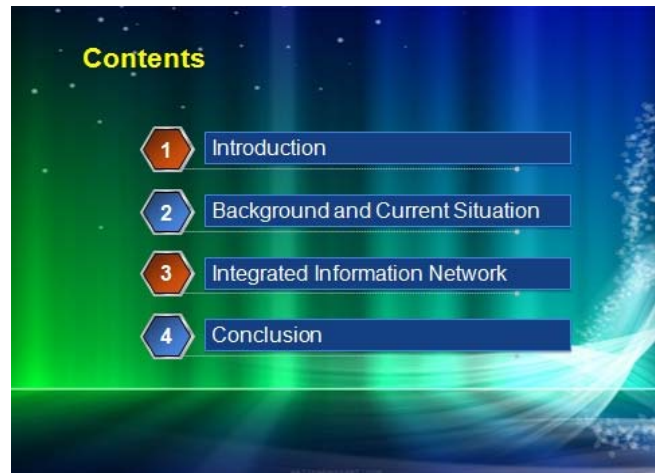 Contents
1 Introduction
2 Background and Current Situation
3 Integrated Information Network
4 Conclusion